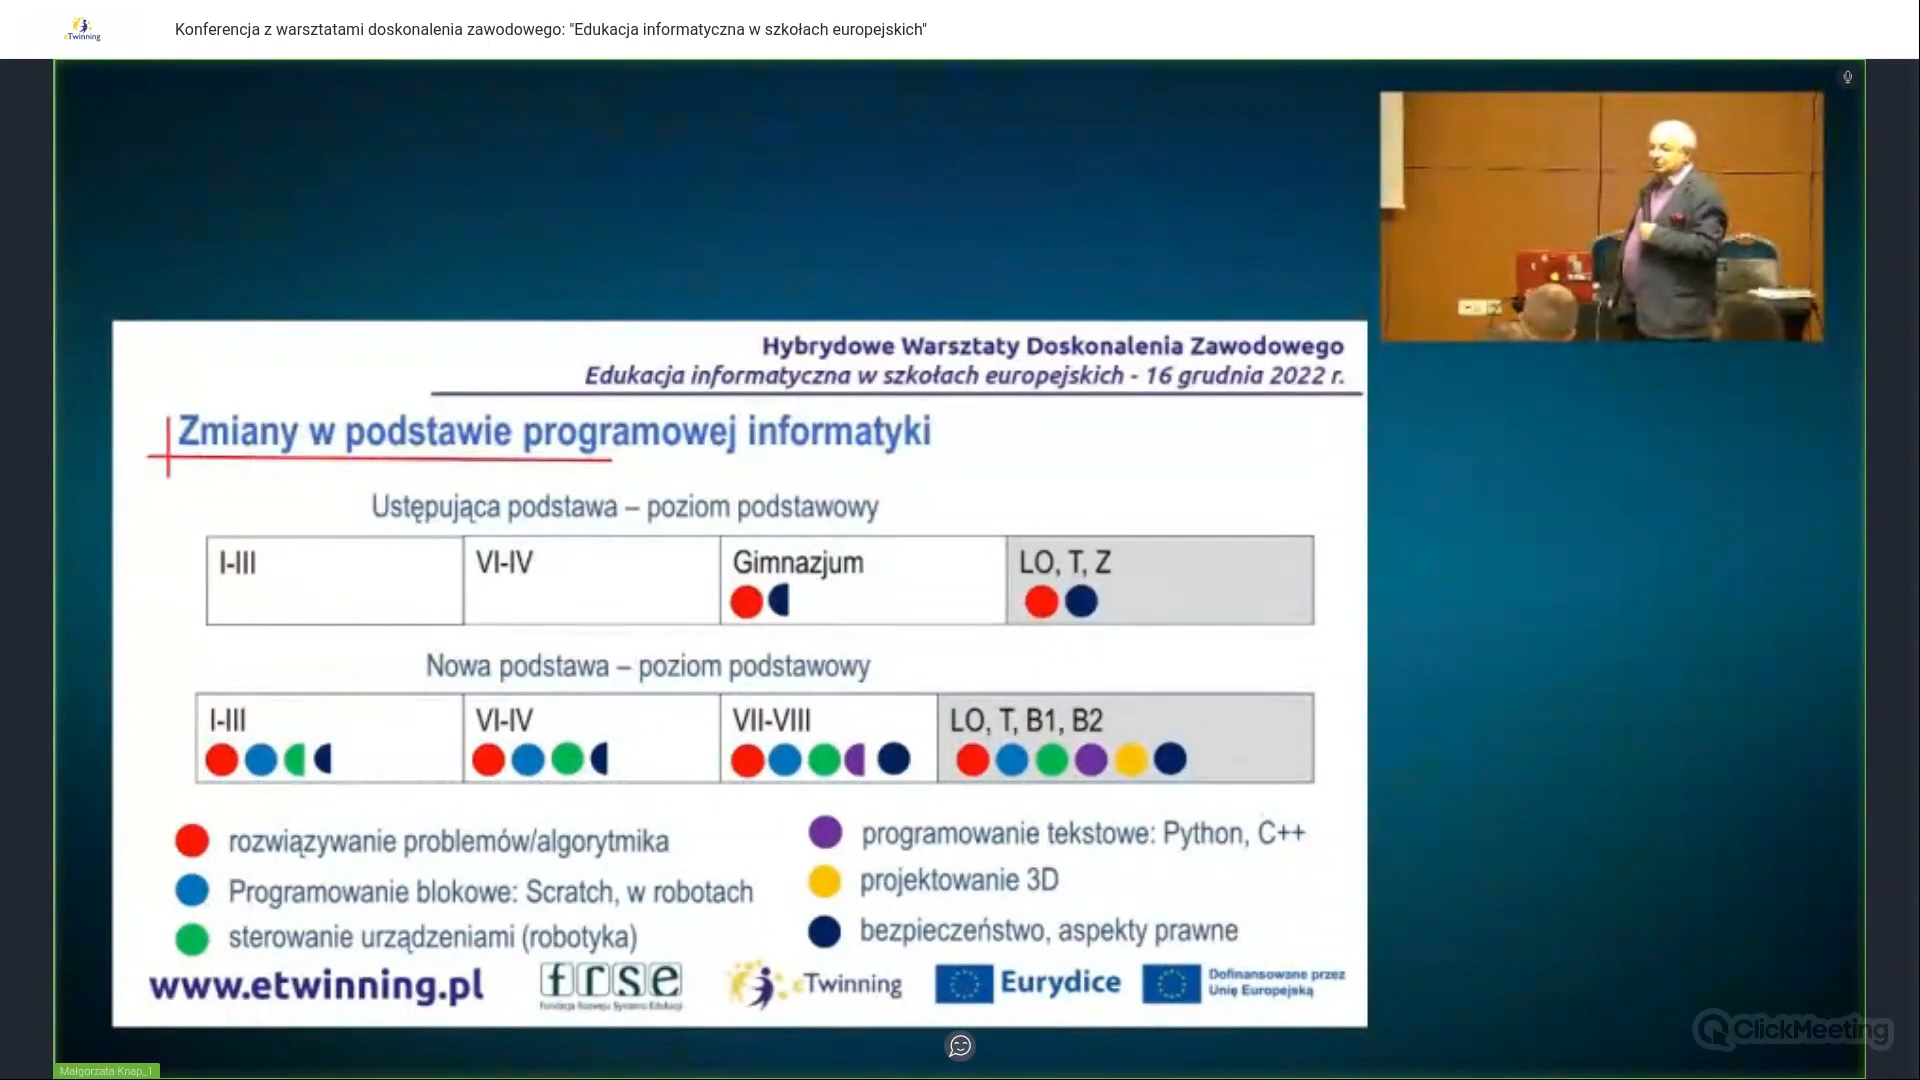 eTwinning
Konferencja z warsztatami doskonalenia zawodowego: "Edukacja informatyczna w szkołach europejskich"
Hybrydowe Warsztaty Doskonalenia Zawodowego
Edukacja informatyczna w szkołach europejskich - 16 grudnia 2022 r.
Zmiany w podstawie programowej informatyki
Ustępująca podstawa – poziom podstawowy
I-III VI-IV Gimnazjum LO, T, Z
Nowa podstawa – poziom podstawowy
I-III VI-IV VII-VIII LO, T, B1, B2
rozwiązywanie problemów/algorytmika
Programowanie blokowe: Scratch, w robotach
sterowanie urządzeniami (robotyka)
programowanie tekstowe: Python, C++
projektowanie 3D
bezpieczeństwo, aspekty prawne
www.etwinning.pl
frse
Fundacja Rozwoju Systemu Edukacji
eTwinning
Eurydice
Dofinansowane przez
Unię Europejską
ClickMeeting
Małgorzata Knap_1